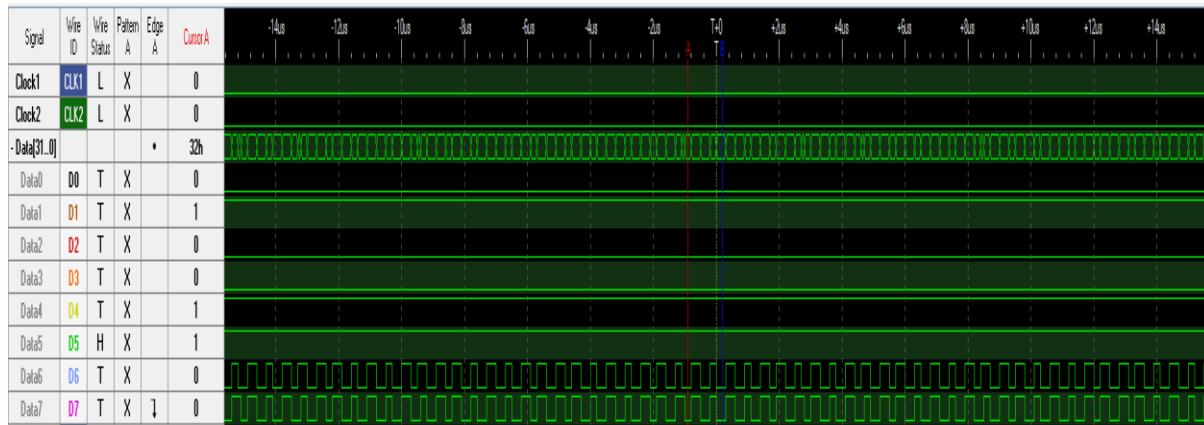 Signal Wire ID Wire Status Pattern A Edge A Cursor A -14us -12us -10us -8us -6us -4us -2us T+0 +2us +4us +6us +8us +10us +12us +14us
A T B
Clock1 CLK1 L X 0
Clock2 CLK2 L X 0
- Data[31..0] • 32h
Data0 D0 T X 0
Data1 D1 T X 1
Data2 D2 T X 0
Data3 D3 T X 0
Data4 D4 T X 1
Data5 D5 H X 1
Data6 D6 T X 0
Data7 D7 T X 0